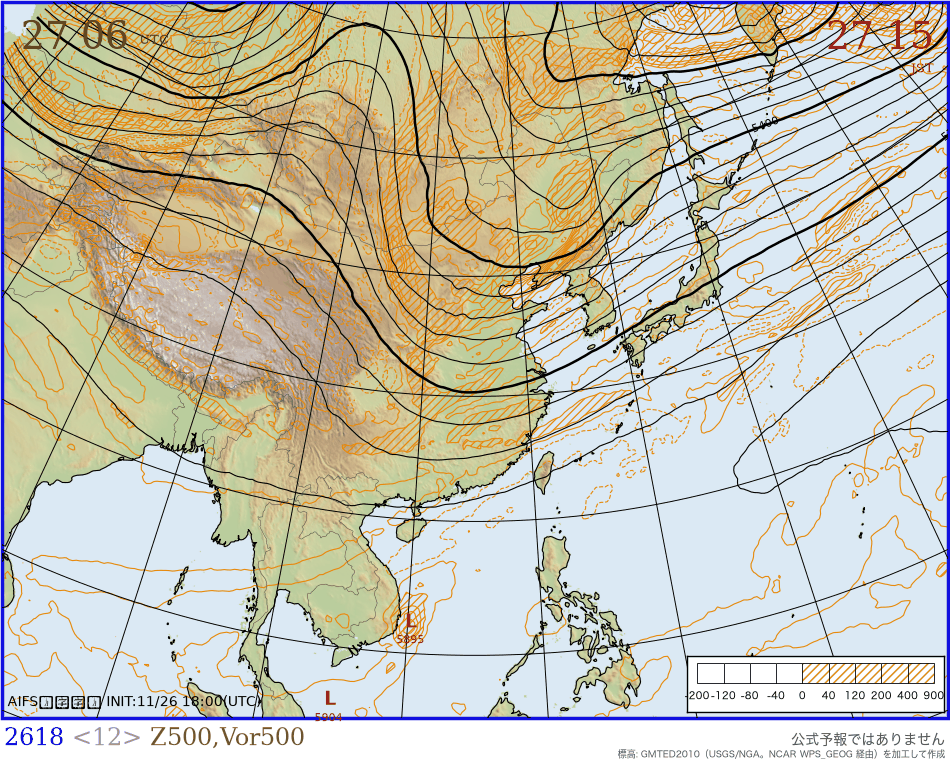 27 06 UTC
27 15
JST
5400
L
5895
L
5894
-200 -120 -80 -40 0 40 120 200 400 900
AIFS INIT:11/26 18:00(UTC)
2618 <12> Z500,Vor500
公式予報ではありません
標高: GMTED2010（USGS/NGA。NCAR WPS_GEOG 経由）を加工して作成